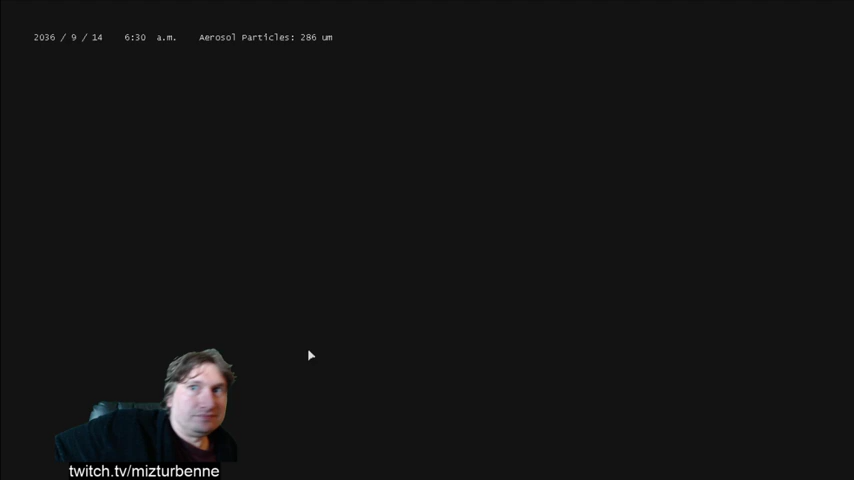 2036 / 9 / 14 6:30 a.m. Aerosol Particles: 286 um
twitch.tv/mizturbenne